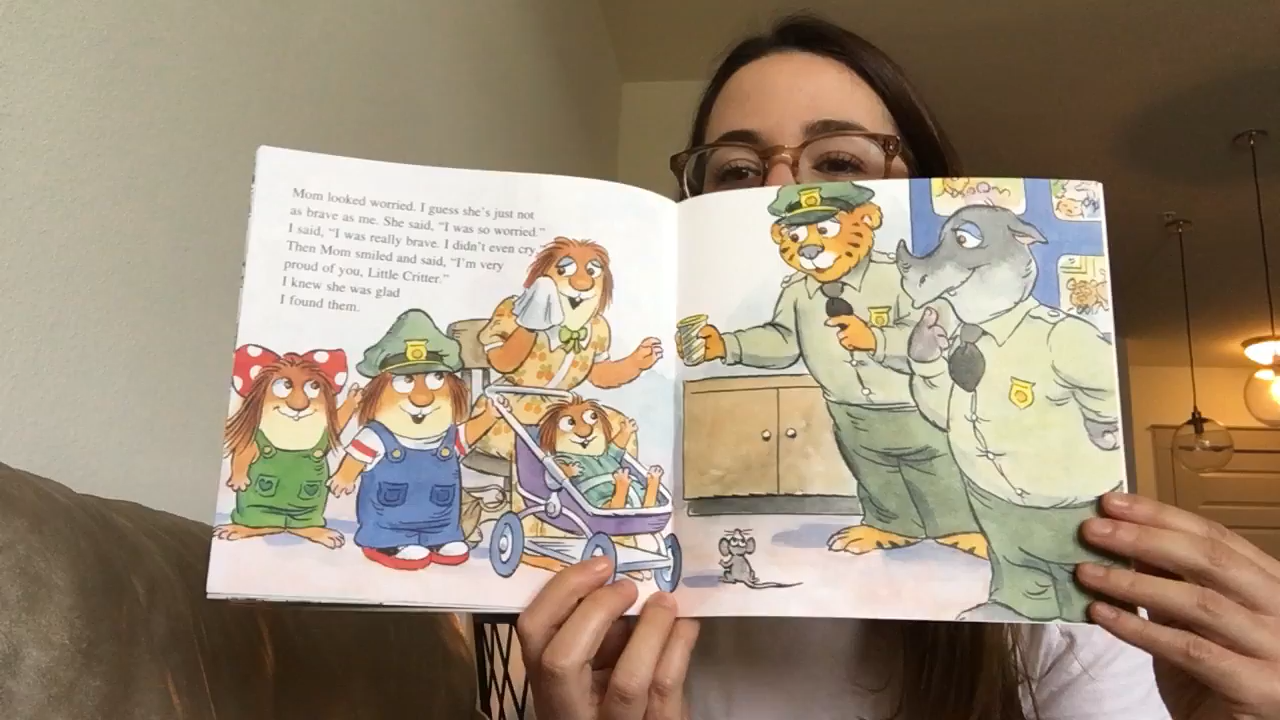 Mom looked worried. I guess she's just not
as brave as me. She said, "I was so worried."
I said, "I was really brave. I didn't even cry."
Then Mom smiled and said, "I'm very
proud of you, Little Critter."
I knew she was glad
I found them.